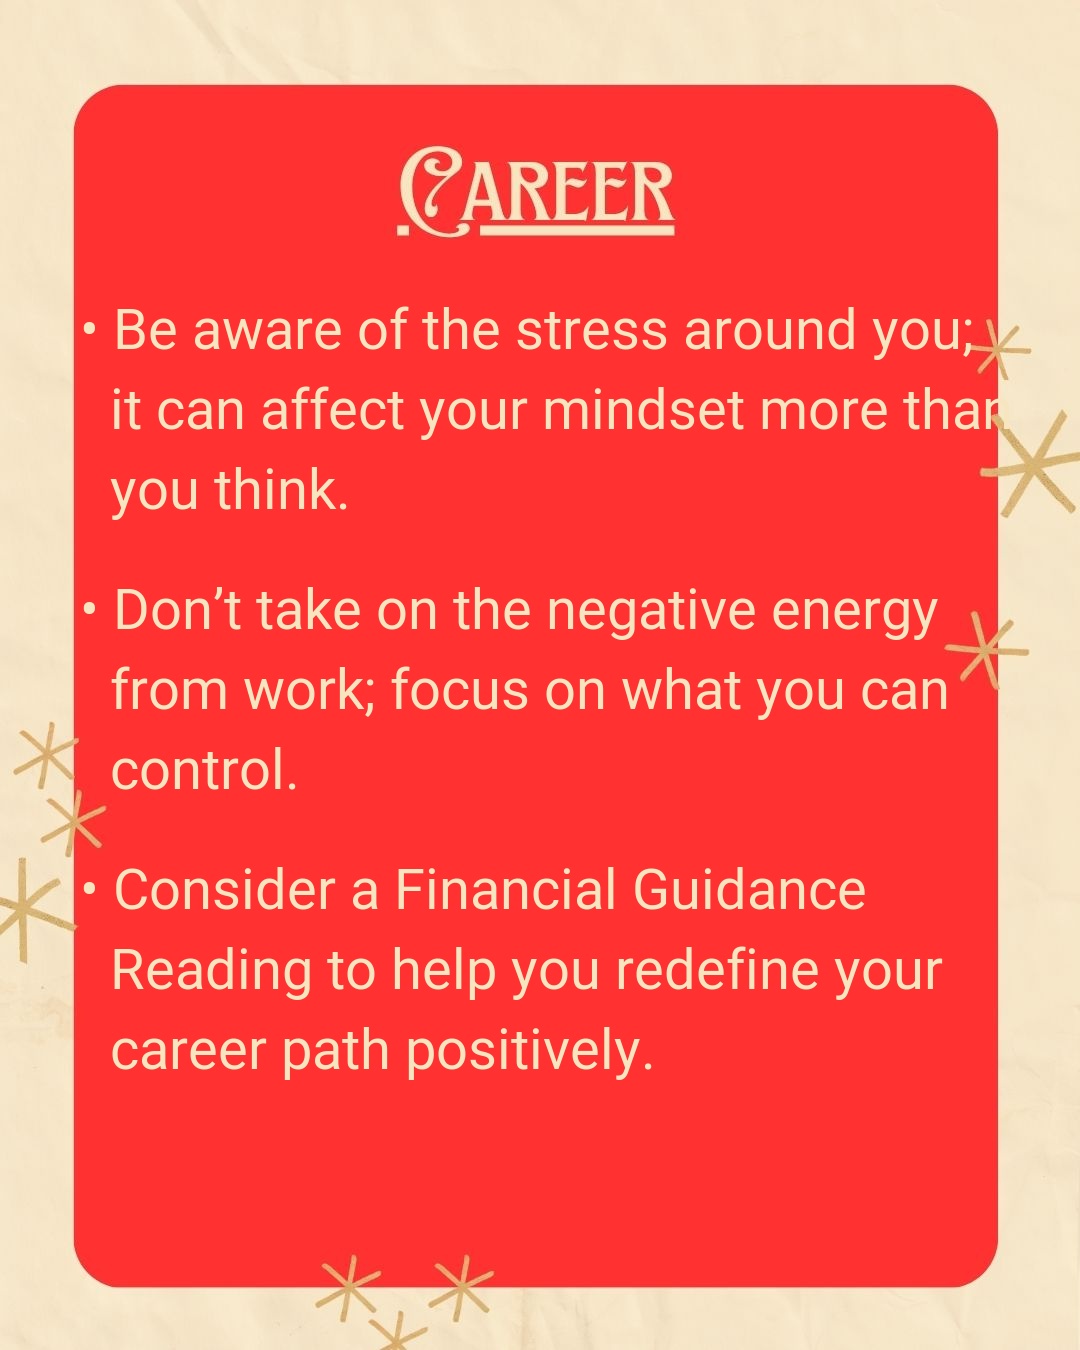 Career
• Be aware of the stress around you;
it can affect your mindset more than
you think.
• Don’t take on the negative energy
from work; focus on what you can
control.
• Consider a Financial Guidance
Reading to help you redefine your
career path positively.